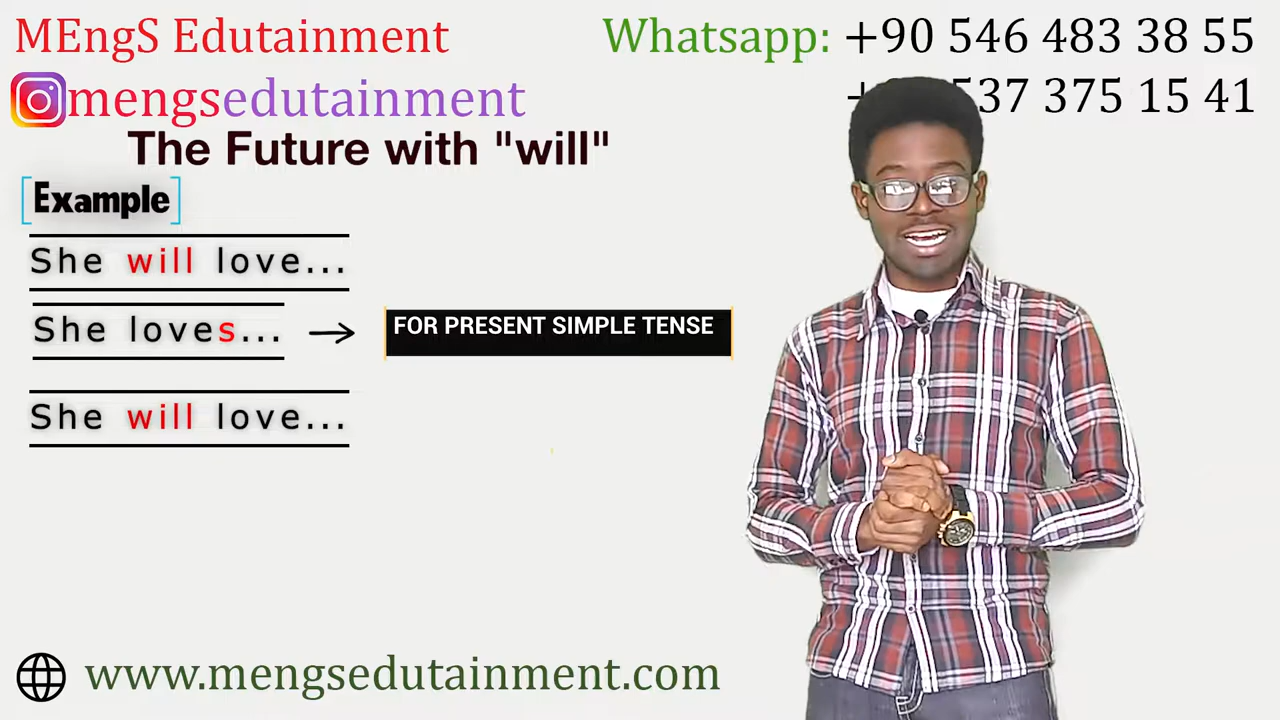 MEngS Edutainment
Whatsapp: +90 546 483 38 55
mengsedutainment
537 375 15 41
The Future with "will"
[Example]
She will love...
She loves... → FOR PRESENT SIMPLE TENSE
She will love...
www.mengsedutainment.com